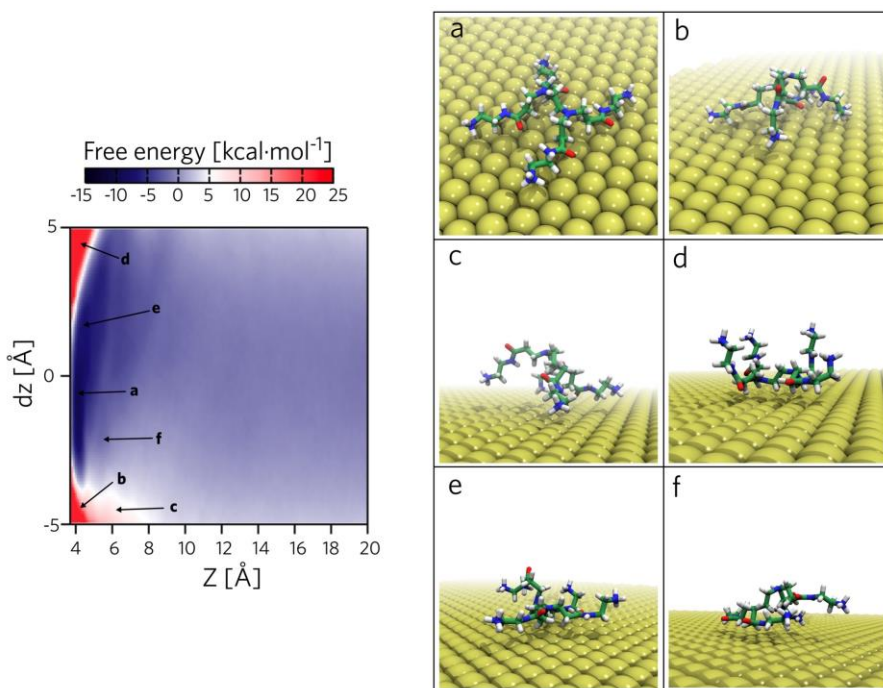 Free energy [kcal·mol⁻¹]
-15 -10 -5 0 5 10 15 20 25
5
d
e
dz [Å]
0
a
f
b
c
-5
4 6 8 10 12 14 16 18 20
Z [Å]
a b
c d
e f